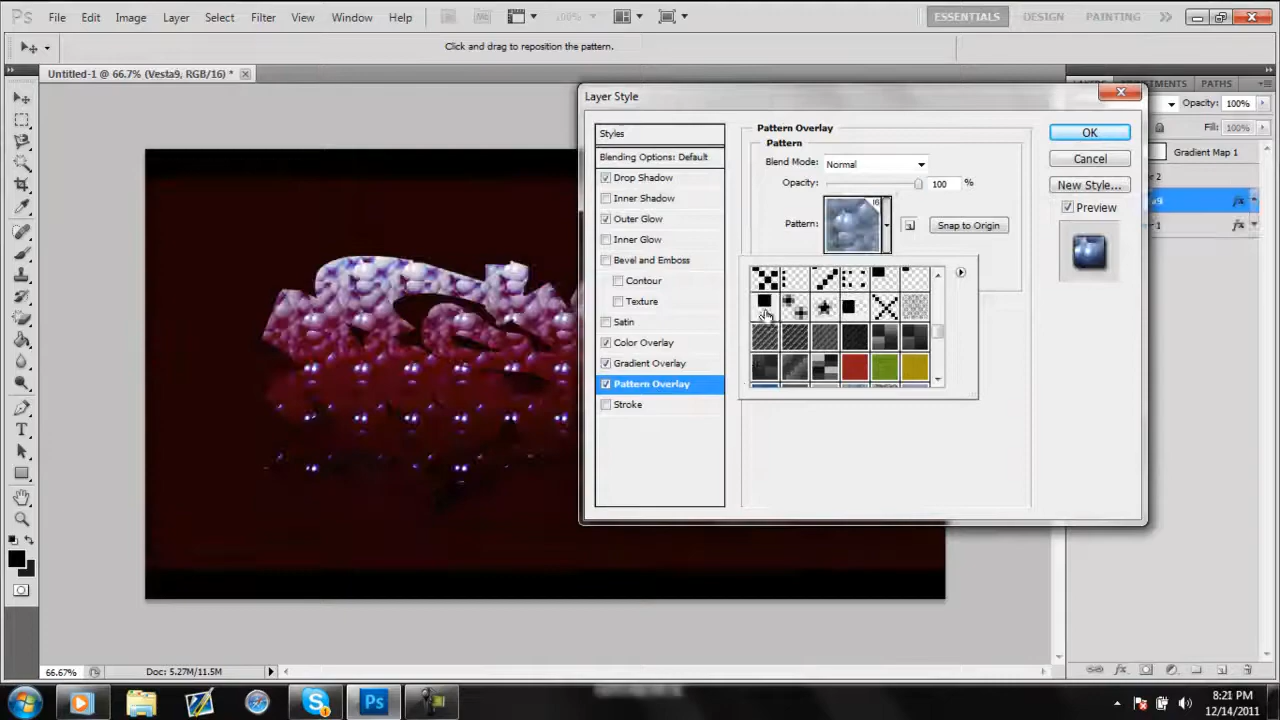 Ps File Edit Image Layer Select Filter View Window Help 100% ESSENTIALS DESIGN PAINTING
Click and drag to reposition the pattern.
Untitled-1 @ 66.7% (Vesta9, RGB/16) *
PATHS
Opacity: 100%
Fill: 100%
Gradient Map 1
Layer Style
Styles
Blending Options: Default
Drop Shadow
Inner Shadow
Outer Glow
Inner Glow
Bevel and Emboss
Contour
Texture
Satin
Color Overlay
Gradient Overlay
Pattern Overlay
Stroke
Pattern Overlay
Pattern
Blend Mode: Normal
Opacity: 100 %
Pattern:
Snap to Origin
OK
Cancel
New Style...
Preview
66.67% Doc: 5.27M/11.5M
8:21 PM
12/14/2011